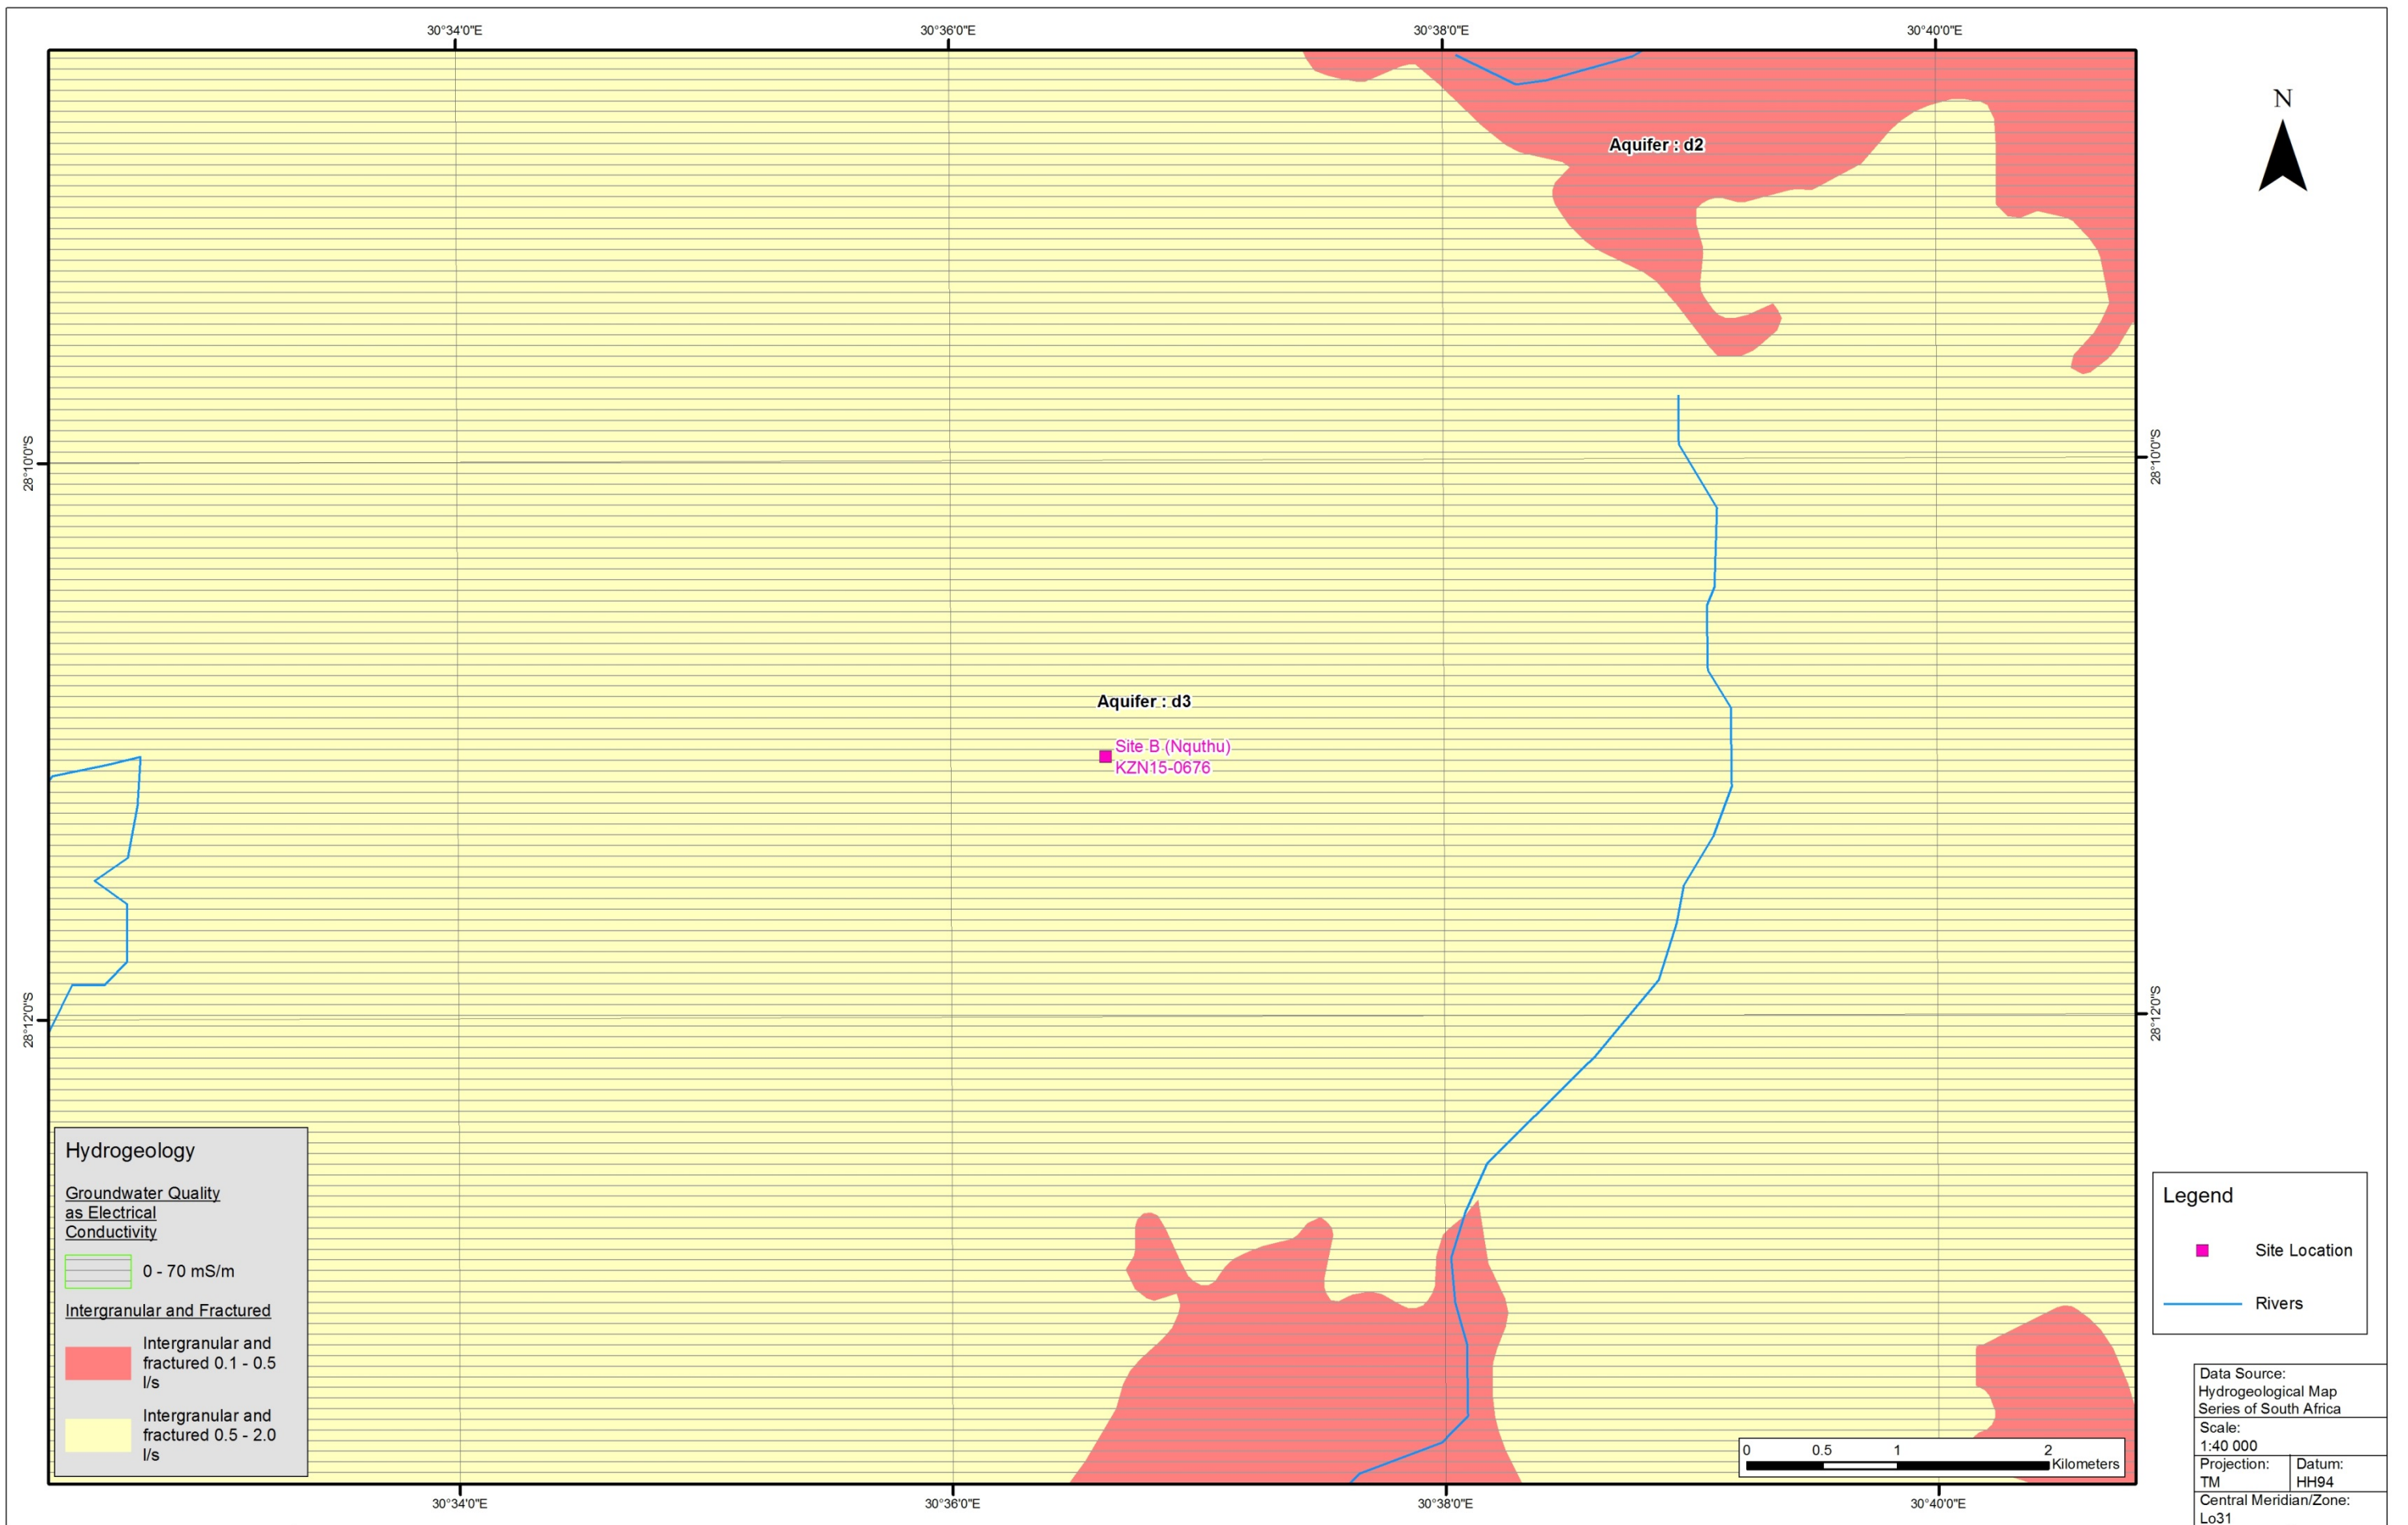 30°34'0"E
30°36'0"E
30°38'0"E
30°40'0"E
N
Aquifer : d2
28°10'0"S
28°10'0"S
Aquifer : d3
Site B (Nquthu)
KZN15-0676
28°12'0"S
28°12'0"S
Hydrogeology
Groundwater Quality
as Electrical
Conductivity
0 - 70 mS/m
Intergranular and Fractured
Intergranular and
fractured 0.1 - 0.5
l/s
Intergranular and
fractured 0.5 - 2.0
l/s
Legend
Site Location
Rivers
0 0.5 1 2
Kilometers
Data Source:
Hydrogeological Map
Series of South Africa
Scale:
1:40 000
Projection: Datum:
TM HH94
Central Meridian/Zone:
Lo31
30°34'0"E
30°36'0"E
30°38'0"E
30°40'0"E